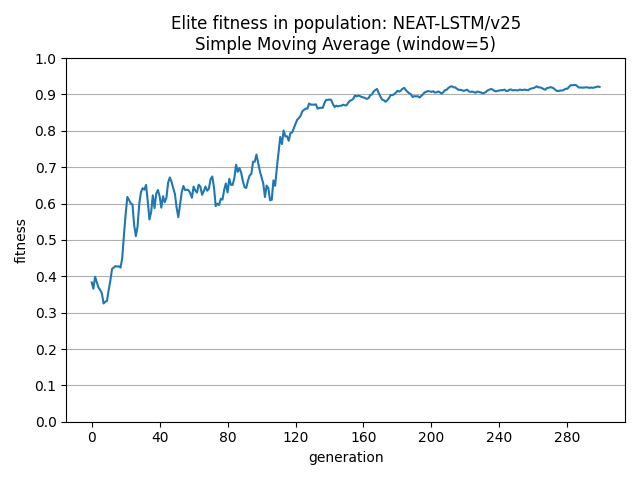 Elite fitness in population: NEAT-LSTM/v25
Simple Moving Average (window=5)
1.0
0.9
0.8
0.7
0.6
0.5
0.4
0.3
0.2
0.1
0.0
fitness
0 40 80 120 160 200 240 280
generation